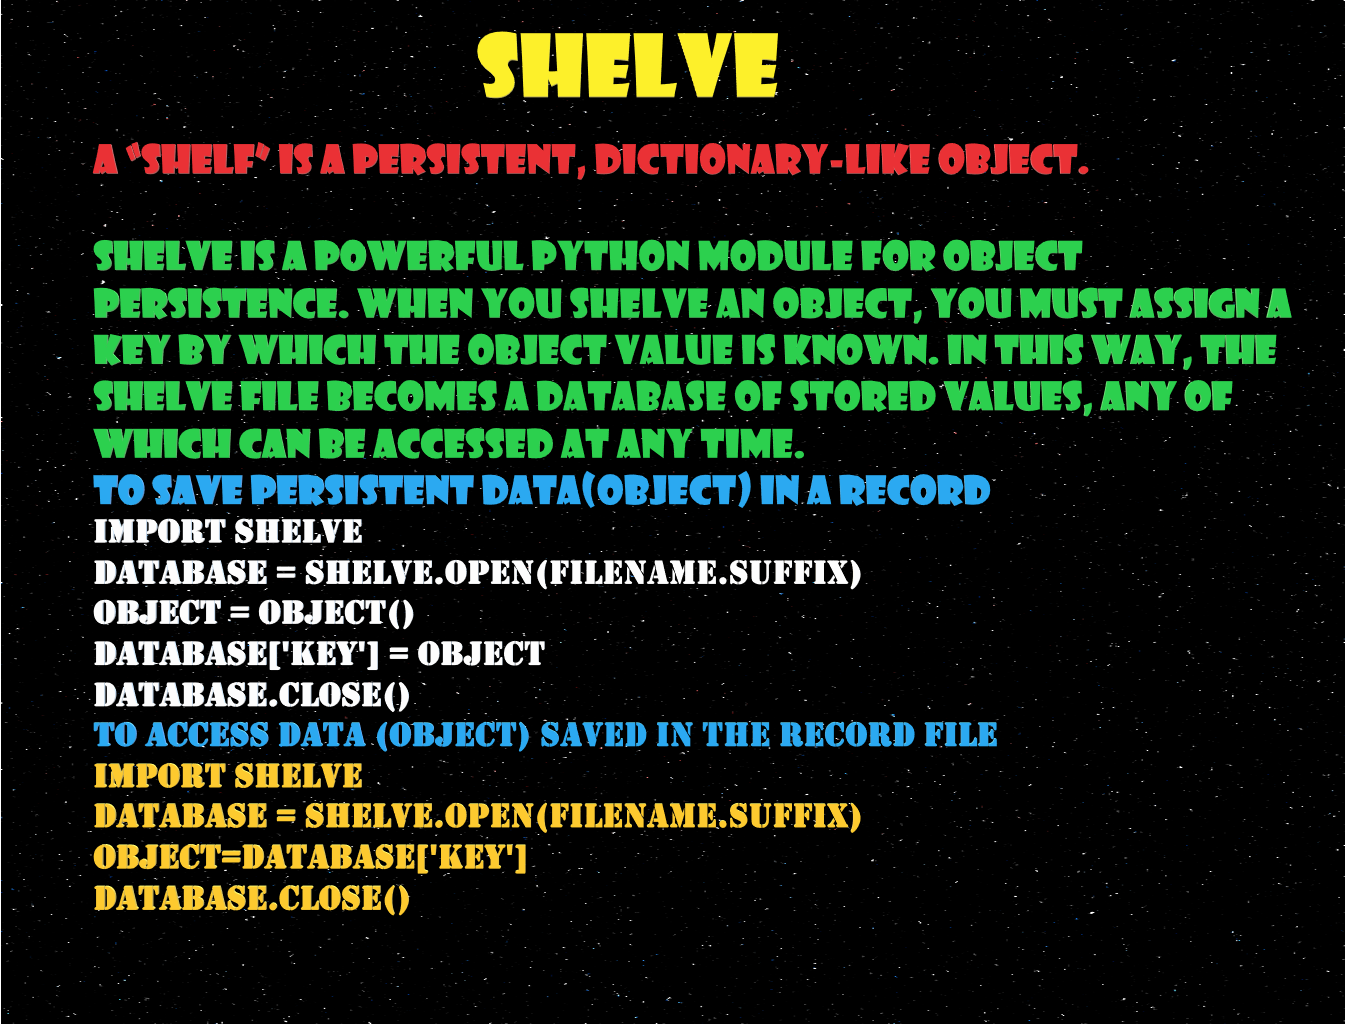 SHELVE
A "SHELF" IS A PERSISTENT, DICTIONARY-LIKE OBJECT.
SHELVE IS A POWERFUL PYTHON MODULE FOR OBJECT
PERSISTENCE. WHEN YOU SHELVE AN OBJECT, YOU MUST ASSIGN A
KEY BY WHICH THE OBJECT VALUE IS KNOWN. IN THIS WAY, THE
SHELVE FILE BECOMES A DATABASE OF STORED VALUES, ANY OF
WHICH CAN BE ACCESSED AT ANY TIME.
TO SAVE PERSISTENT DATA(OBJECT) IN A RECORD
IMPORT SHELVE
DATABASE = SHELVE.OPEN(FILENAME.SUFFIX)
OBJECT = OBJECT()
DATABASE['KEY'] = OBJECT
DATABASE.CLOSE()
TO ACCESS DATA (OBJECT) SAVED IN THE RECORD FILE
IMPORT SHELVE
DATABASE = SHELVE.OPEN(FILENAME.SUFFIX)
OBJECT=DATABASE['KEY']
DATABASE.CLOSE()